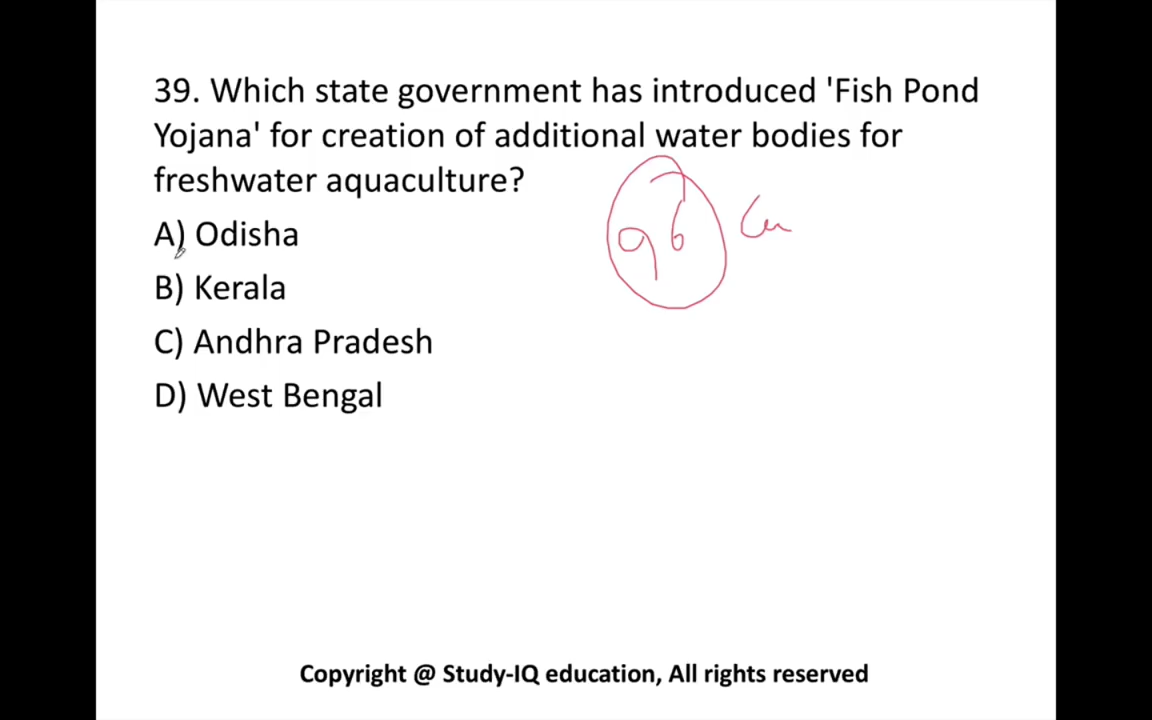 39. Which state government has introduced 'Fish Pond
Yojana' for creation of additional water bodies for
freshwater aquaculture?
96
A) Odisha
B) Kerala
C) Andhra Pradesh
D) West Bengal
Copyright @ Study-IQ education, All rights reserved